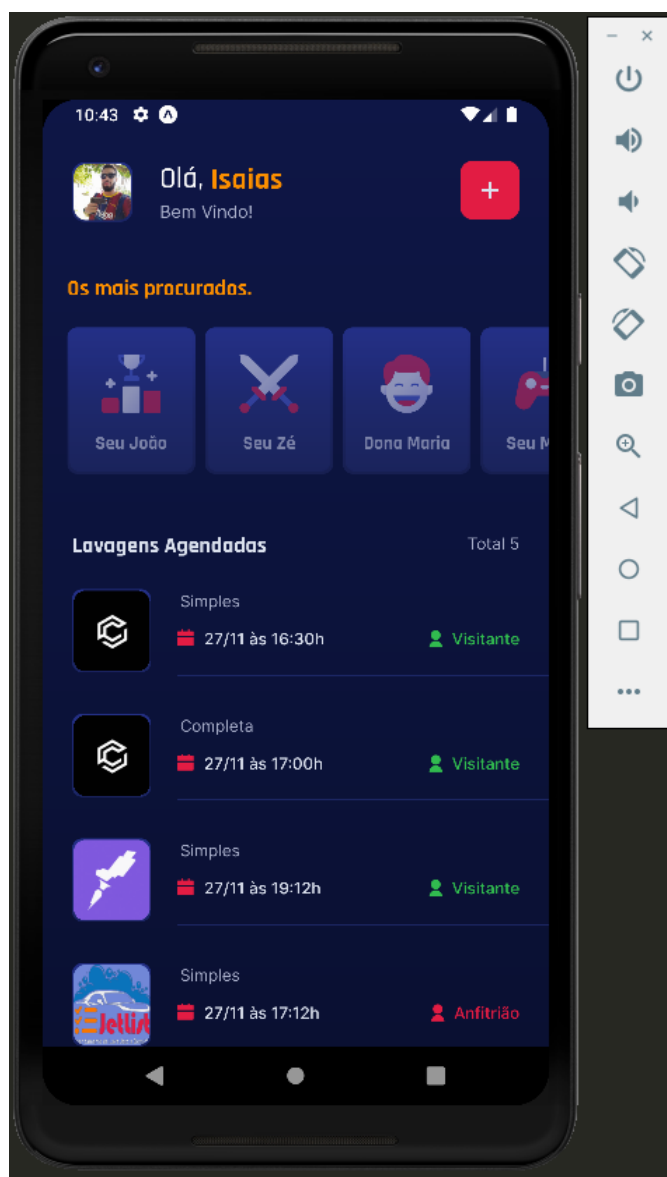 10:43
Olá, Isaias
Bem Vindo!
+
Os mais procurados.
Seu João
Seu Zé
Dona Maria
Seu M
Lavagens Agendadas
Total 5
Simples
27/11 às 16:30h
Visitante
Completa
27/11 às 17:00h
Visitante
Simples
27/11 às 19:12h
Visitante
Simples
27/11 às 17:12h
Anfitrião
Jetlist